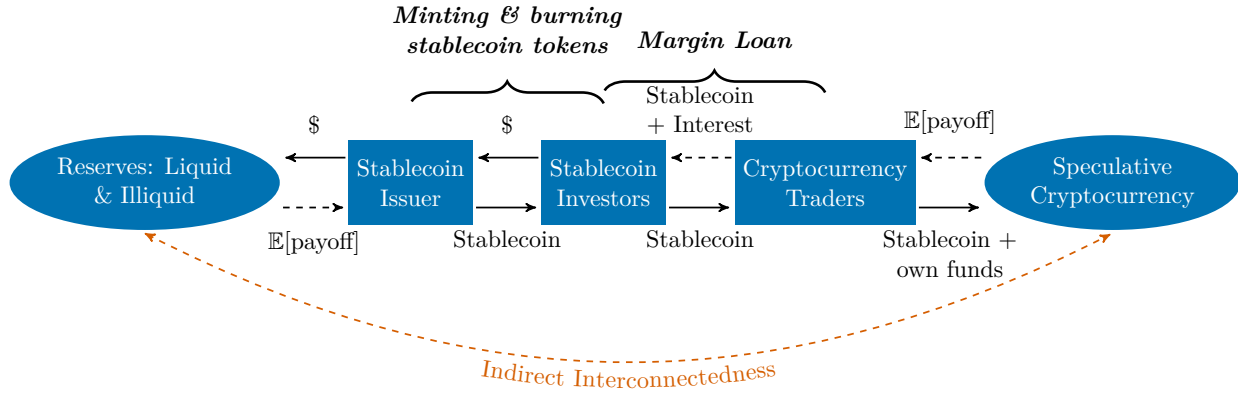 Minting & burning
stablecoin tokens
Margin Loan
$
$
Stablecoin
+ Interest
𝔼[payoff]
Reserves: Liquid
& Illiquid
Stablecoin
Issuer
Stablecoin
Investors
Cryptocurrency
Traders
Speculative
Cryptocurrency
𝔼[payoff]
Stablecoin
Stablecoin
Stablecoin +
own funds
Indirect Interconnectedness